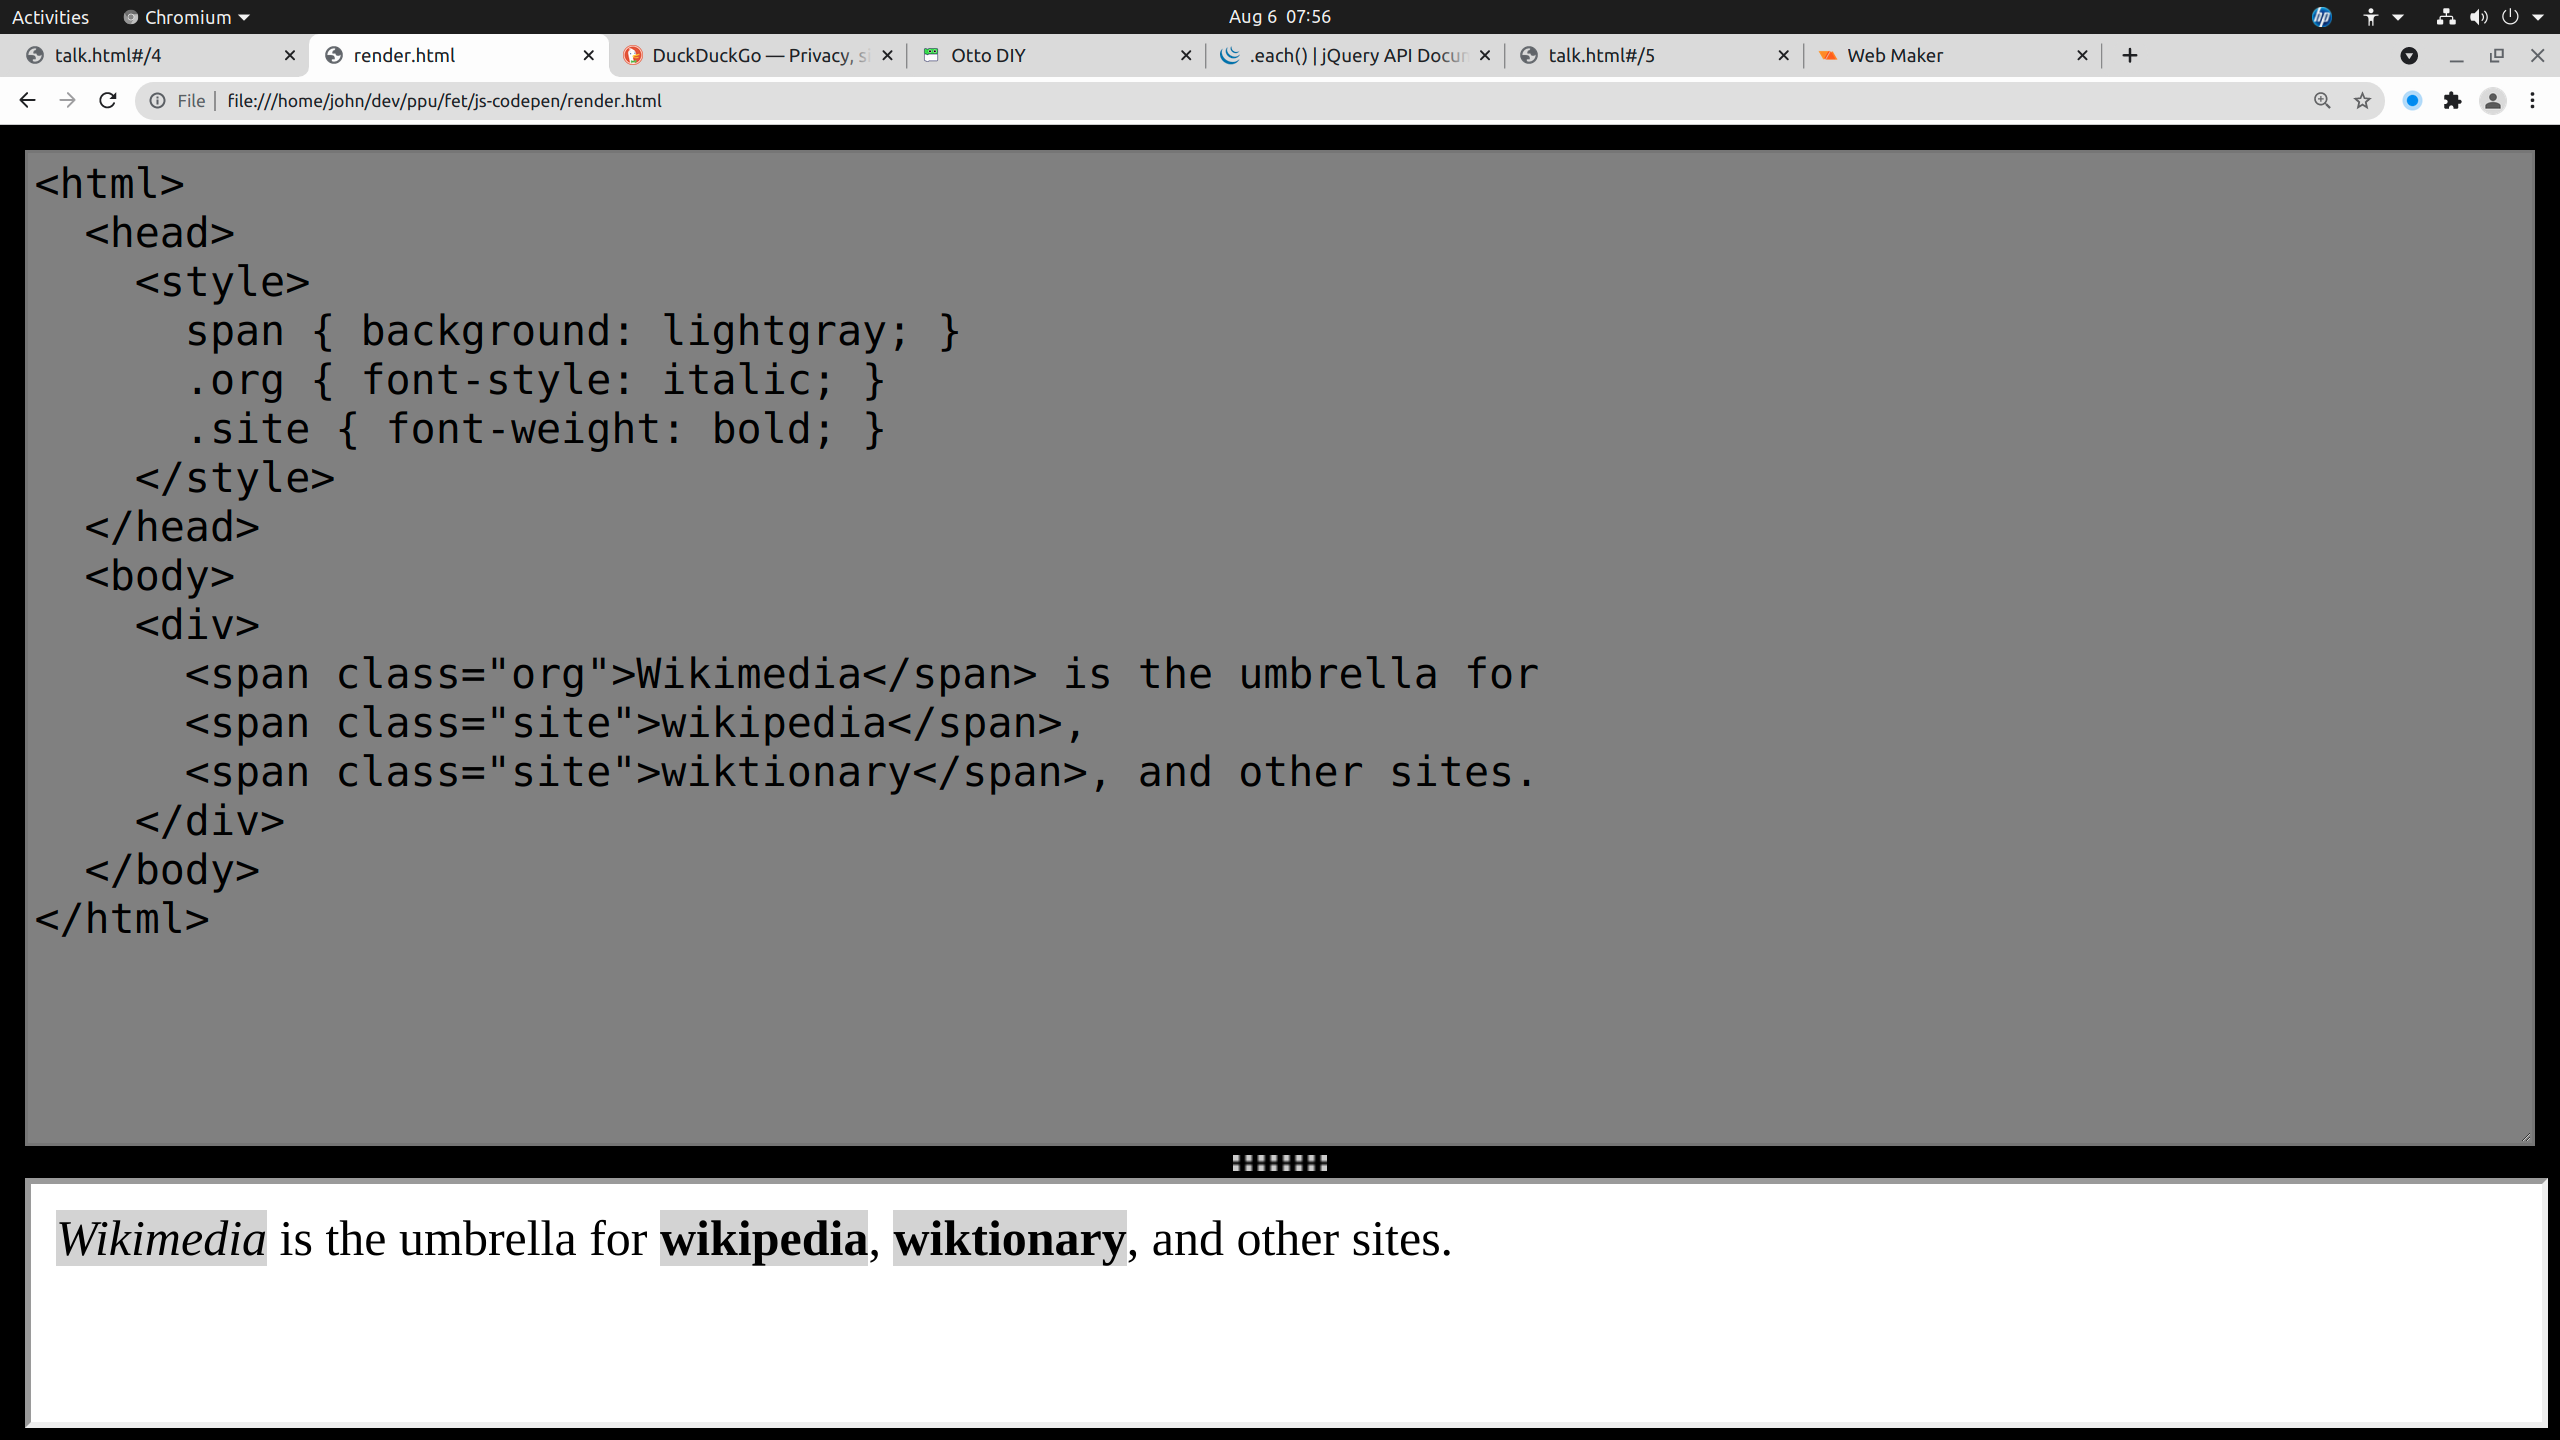 Activities Chromium Aug 6 07:56
talk.html#/4 render.html DuckDuckGo — Privacy, si Otto DIY .each() | jQuery API Docum talk.html#/5 Web Maker
File file:///home/john/dev/ppu/fet/js-codepen/render.html
<html>
  <head>
    <style>
      span { background: lightgray; }
      .org { font-style: italic; }
      .site { font-weight: bold; }
    </style>
  </head>
  <body>
    <div>
      <span class="org">Wikimedia</span> is the umbrella for
      <span class="site">wikipedia</span>,
      <span class="site">wiktionary</span>, and other sites.
    </div>
  </body>
</html>
Wikimedia is the umbrella for wikipedia, wiktionary, and other sites.